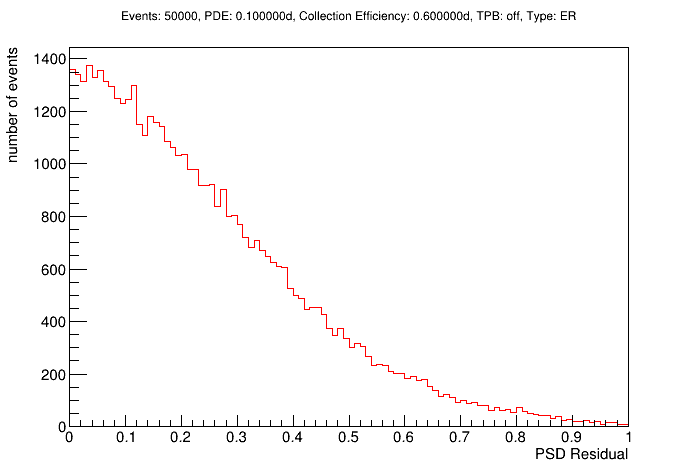 Events: 50000, PDE: 0.100000d, Collection Efficiency: 0.600000d, TPB: off, Type: ER
number of events
1400
1200
1000
800
600
400
200
0
0 0.1 0.2 0.3 0.4 0.5 0.6 0.7 0.8 0.9 1
PSD Residual